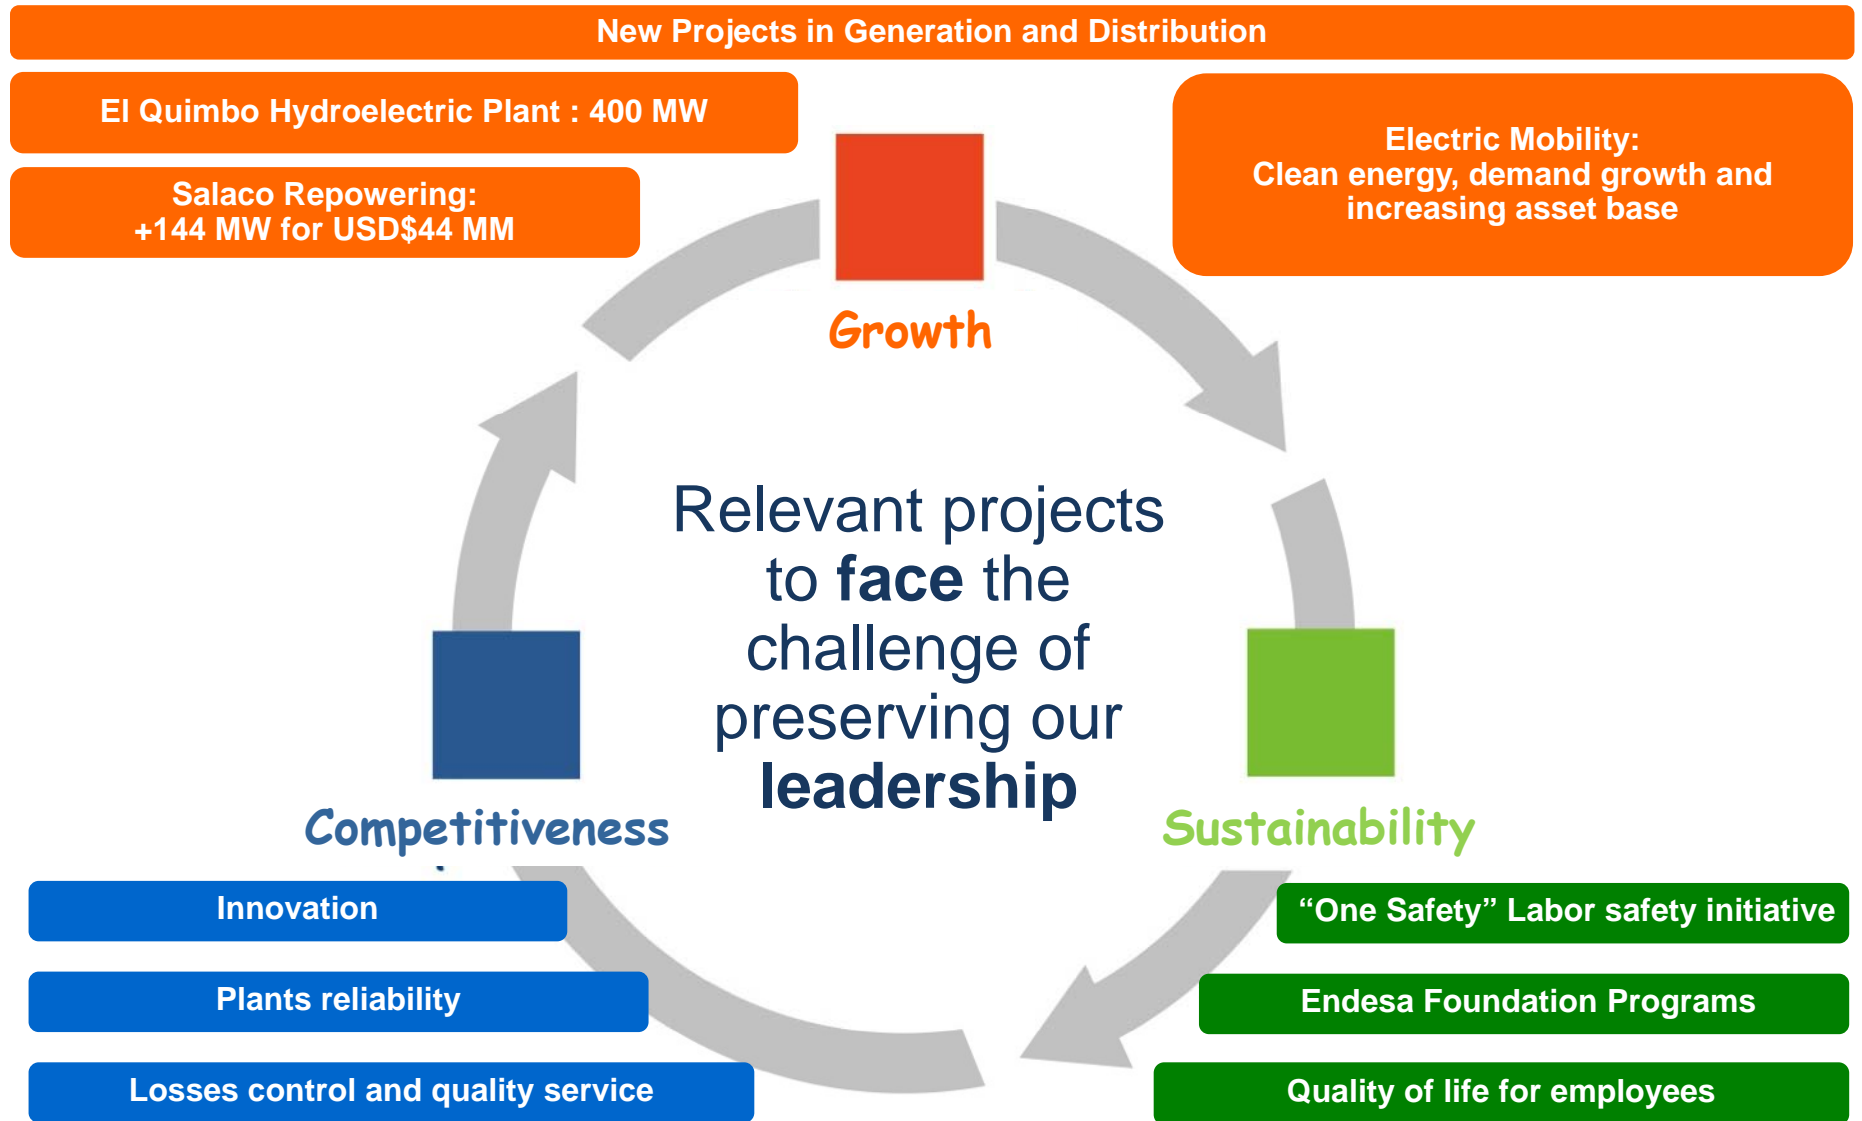 New Projects in Generation and Distribution
El Quimbo Hydroelectric Plant : 400 MW
Salaco Repowering:
+144 MW for USD$44 MM
Electric Mobility:
Clean energy, demand growth and
increasing asset base
Growth
Relevant projects
to face the
challenge of
preserving our
leadership
Competitiveness
Sustainability
Innovation
Plants reliability
Losses control and quality service
“One Safety” Labor safety initiative
Endesa Foundation Programs
Quality of life for employees